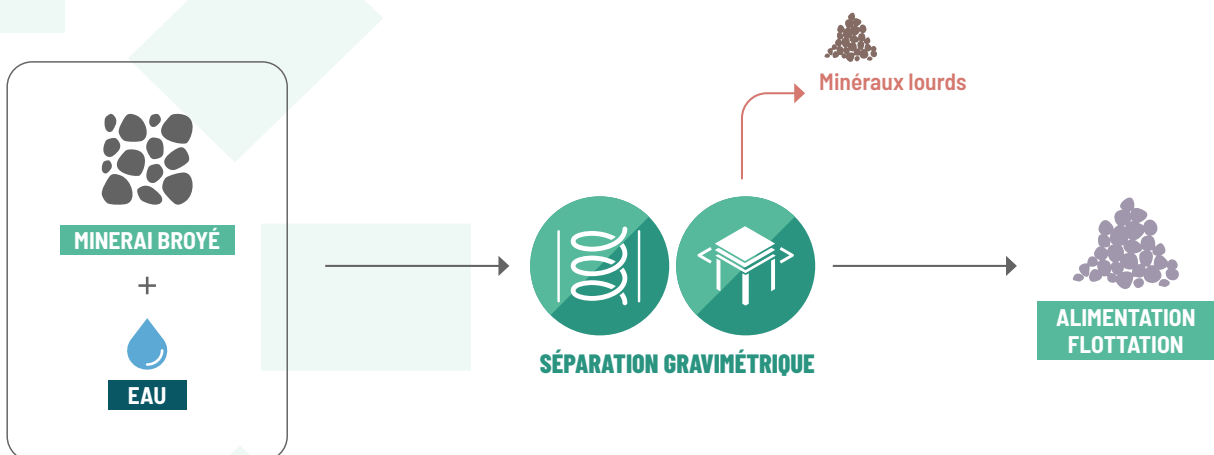 Minéraux lourds
MINERAI BROYÉ
+
EAU
SÉPARATION GRAVIMÉTRIQUE
ALIMENTATION
FLOTTATION